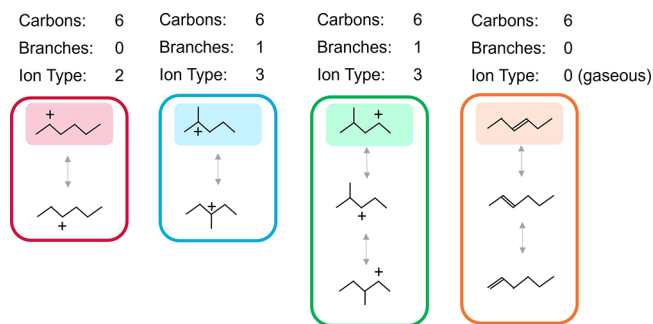 Carbons: 6
Branches: 0
Ion Type: 2
Carbons: 6
Branches: 1
Ion Type: 3
Carbons: 6
Branches: 1
Ion Type: 3
Carbons: 6
Branches: 0
Ion Type: 0 (gaseous)
+
+
+
+
+
+
+